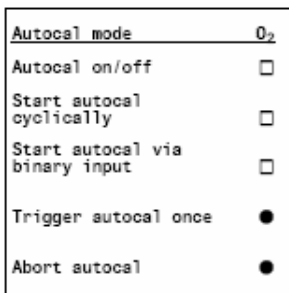 Autocal mode O₂
Autocal on/off
Start autocal
cyclically
Start autocal via
binary input
Trigger autocal once
Abort autocal